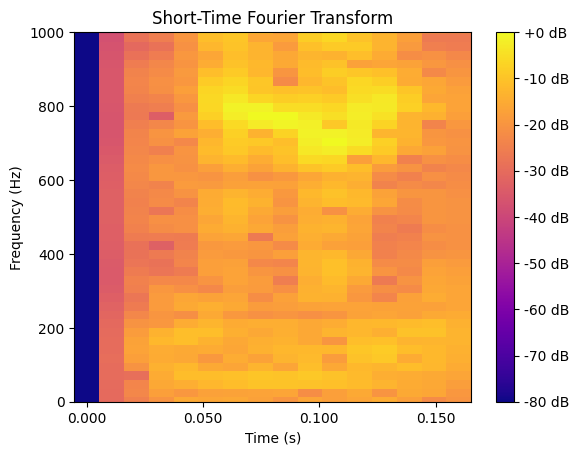 Short-Time Fourier Transform
1000
800
600
400
200
0
Frequency (Hz)
0.000
0.050
0.100
0.150
Time (s)
+0 dB
-10 dB
-20 dB
-30 dB
-40 dB
-50 dB
-60 dB
-70 dB
-80 dB